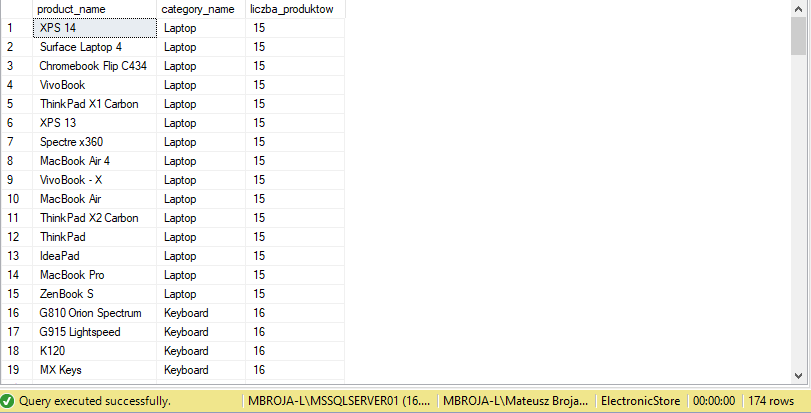 product_name category_name liczba_produktow
1 XPS 14 Laptop 15
2 Surface Laptop 4 Laptop 15
3 Chromebook Flip C434 Laptop 15
4 VivoBook Laptop 15
5 ThinkPad X1 Carbon Laptop 15
6 XPS 13 Laptop 15
7 Spectre x360 Laptop 15
8 MacBook Air 4 Laptop 15
9 VivoBook - X Laptop 15
10 MacBook Air Laptop 15
11 ThinkPad X2 Carbon Laptop 15
12 ThinkPad Laptop 15
13 IdeaPad Laptop 15
14 MacBook Pro Laptop 15
15 ZenBook S Laptop 15
16 G810 Orion Spectrum Keyboard 16
17 G915 Lightspeed Keyboard 16
18 K120 Keyboard 16
19 MX Keys Keyboard 16
Query executed successfully. MBROJA-L\MSSQLSERVER01 (16.... MBROJA-L\Mateusz Broja... ElectronicStore 00:00:00 174 rows